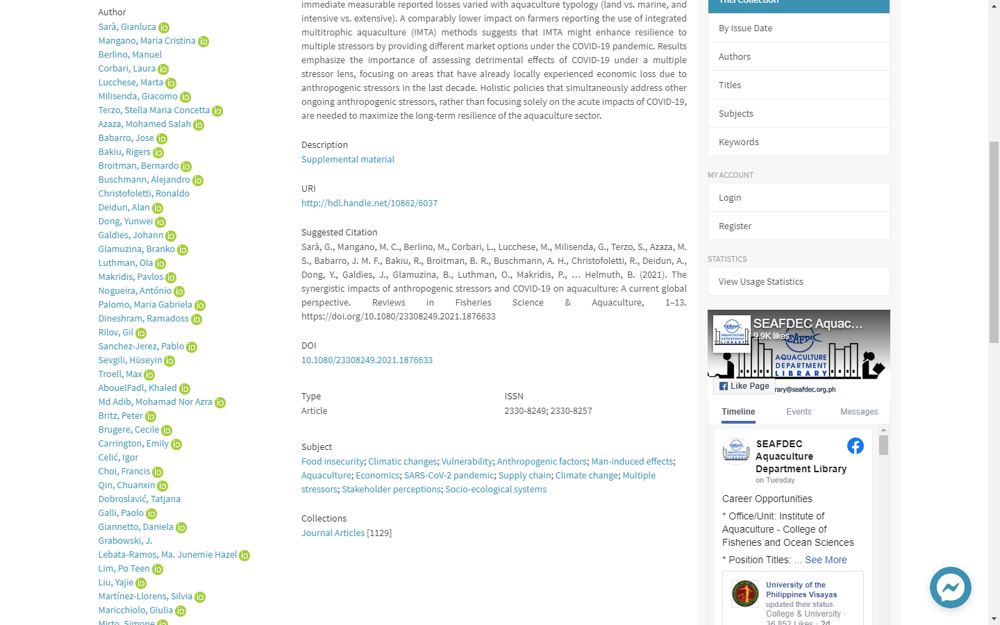 Author
Sarà, Gianluca
Mangano, Maria Cristina
Berlino, Manuel
Corbari, Laura
Lucchese, Marta
Milisenda, Giacomo
Terzo, Stella Maria Concetta
Azaza, Mohamed Salah
Babarro, Jose
Bakiu, Rigers
Broitman, Bernardo
Buschmann, Alejandro
Christofoletti, Ronaldo
Deidun, Alan
Dong, Yunwei
Galdies, Johann
Glamuzina, Branko
Luthman, Ola
Makridis, Pavlos
Nogueira, António
Palomo, Maria Gabriela
Dineshram, Ramadoss
Rilov, Gil
Sanchez-Jerez, Pablo
Sevgili, Hüseyin
Troell, Max
AbouelFadl, Khaled
Md Adib, Mohamad Nor Azra
Britz, Peter
Brugere, Cecile
Carrington, Emily
Celić, Igor
Choi, Francis
Qin, Chuanxin
Dobroslavić, Tatjana
Galli, Paolo
Giannetto, Daniela
Grabowski, J.
Lebata-Ramos, Ma. Junemie Hazel
Lim, Po Teen
Liu, Yajie
Martínez-Llorens, Silvia
Maricchiolo, Giulia
Mirto, Simone
immediate measurable reported losses varied with aquaculture typology (land vs. marine, and
intensive vs. extensive). A comparably lower impact on farmers reporting the use of integrated
multitrophic aquaculture (IMTA) methods suggests that IMTA might enhance resilience to
multiple stressors by providing different market options under the COVID-19 pandemic. Results
emphasize the importance of assessing detrimental effects of COVID-19 under a multiple
stressor lens, focusing on areas that have already locally experienced economic loss due to
anthropogenic stressors in the last decade. Holistic policies that simultaneously address other
ongoing anthropogenic stressors, rather than focusing solely on the acute impacts of COVID-19,
are needed to maximize the long-term resilience of the aquaculture sector.
Description
Supplemental material
URI
http://hdl.handle.net/10862/6037
Suggested Citation
Sarà, G., Mangano, M. C., Berlino, M., Corbari, L., Lucchese, M., Milisenda, G., Terzo, S., Azaza, M.
S., Babarro, J. M. F., Bakiu, R., Broitman, B. R., Buschmann, A. H., Christofoletti, R., Deidun, A.,
Dong, Y., Galdies, J., Glamuzina, B., Luthman, O., Makridis, P., … Helmuth, B. (2021). The
synergistic impacts of anthropogenic stressors and COVID-19 on aquaculture: A current global
perspective. Reviews in Fisheries Science & Aquaculture, 1–13.
https://doi.org/10.1080/23308249.2021.1876633
DOI
10.1080/23308249.2021.1876633
Type
Article
ISSN
2330-8249; 2330-8257
Subject
Food insecurity; Climatic changes; Vulnerability; Anthropogenic factors; Man-induced effects;
Aquaculture; Economics; SARS-CoV-2 pandemic; Supply chain; Climate change; Multiple
stressors; Stakeholder perceptions; Socio-ecological systems
Collections
Journal Articles [1129]
This Collection
By Issue Date
Authors
Titles
Subjects
Keywords
MY ACCOUNT
Login
Register
STATISTICS
View Usage Statistics
SEAFDEC Aquac…
9.9K likes
AQUACULTURE
DEPARTMENT
LIBRARY
Like Page
rary@seafdec.org.ph
Timeline
Events
Messages
SEAFDEC
Aquaculture
Department Library
on Tuesday
Career Opportunities
* Office/Unit: Institute of
Aquaculture - College of
Fisheries and Ocean Sciences
* Position Titles: ... See More
University of the
Philippines Visayas
updated their status.
College & University ·
36,852 Likes · 2d